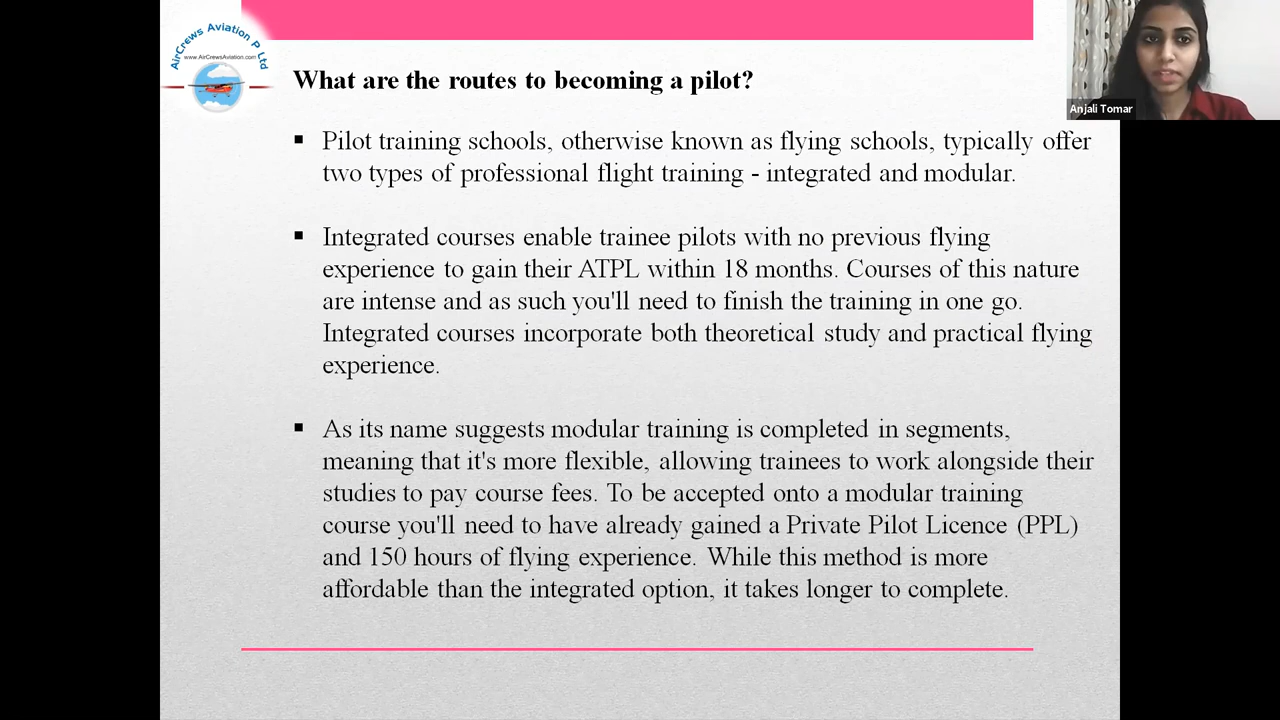 AirCrews Aviation P Ltd
www.AirCrewsAviation.com
What are the routes to becoming a pilot?
Anjali Tomar
▪ Pilot training schools, otherwise known as flying schools, typically offer
two types of professional flight training - integrated and modular.
▪ Integrated courses enable trainee pilots with no previous flying
experience to gain their ATPL within 18 months. Courses of this nature
are intense and as such you'll need to finish the training in one go.
Integrated courses incorporate both theoretical study and practical flying
experience.
▪ As its name suggests modular training is completed in segments,
meaning that it's more flexible, allowing trainees to work alongside their
studies to pay course fees. To be accepted onto a modular training
course you'll need to have already gained a Private Pilot Licence (PPL)
and 150 hours of flying experience. While this method is more
affordable than the integrated option, it takes longer to complete.